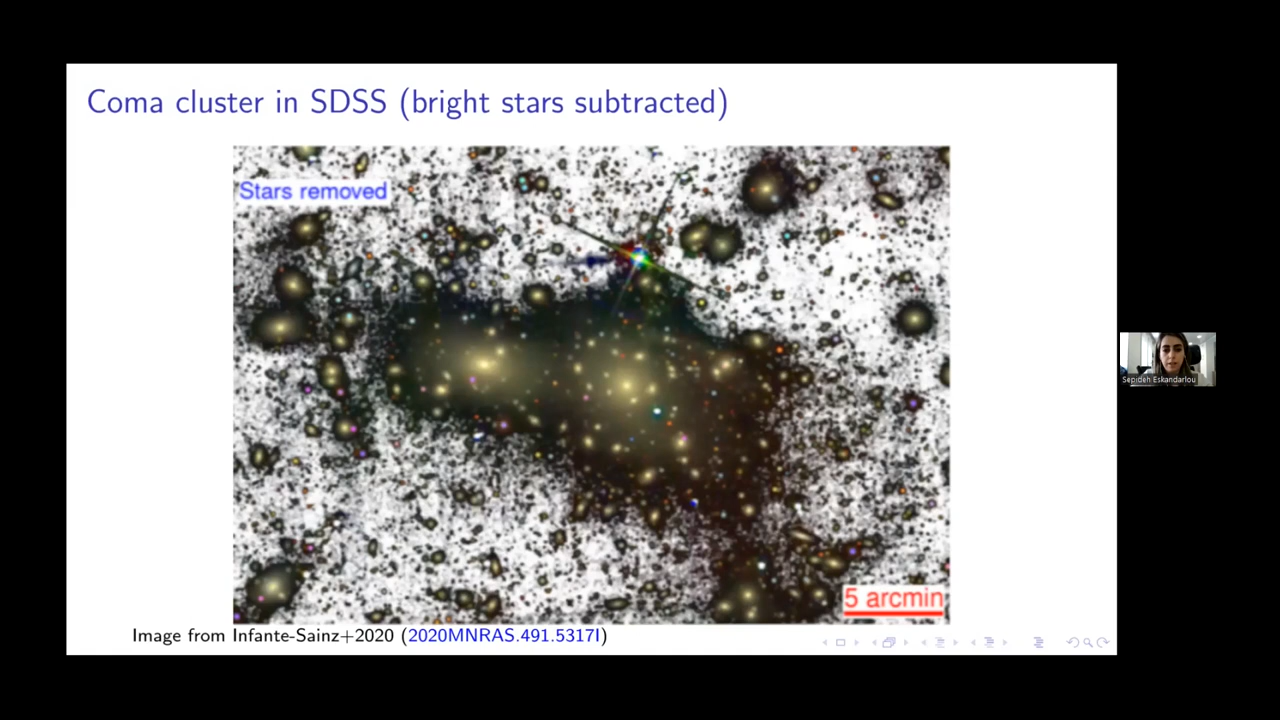 Coma cluster in SDSS (bright stars subtracted)
Stars removed
5 arcmin
Image from Infante-Sainz+2020 (2020MNRAS.491.5317I)
Sepideh Eskandarlou